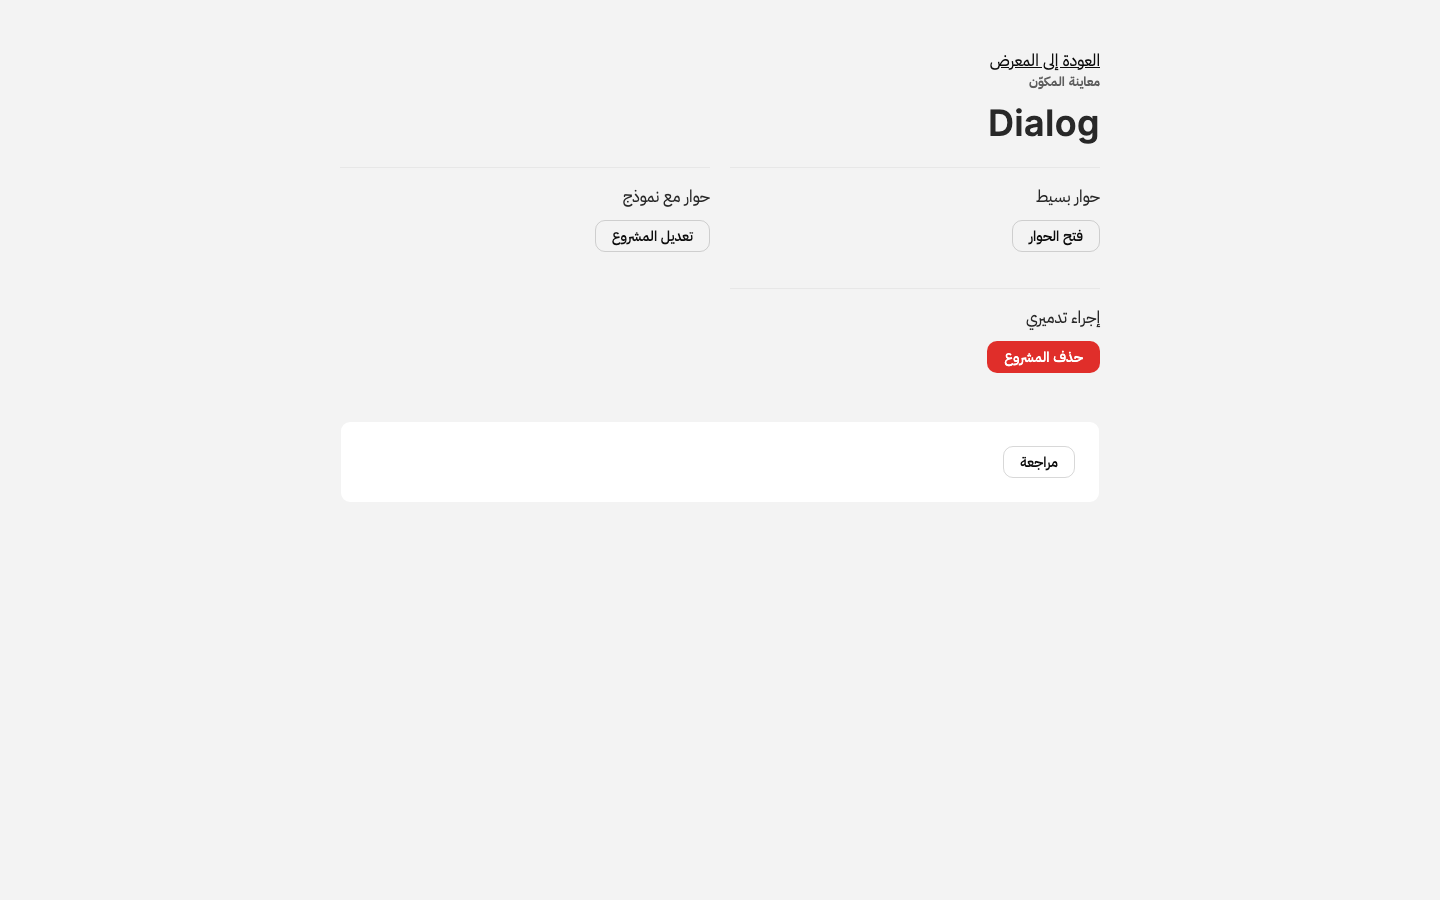 العودة إلى المعرض
معاينة المكوّن
Dialog
حوار بسيط
فتح الحوار
حوار مع نموذج
تعديل المشروع
إجراء تدميري
حذف المشروع
مراجعة